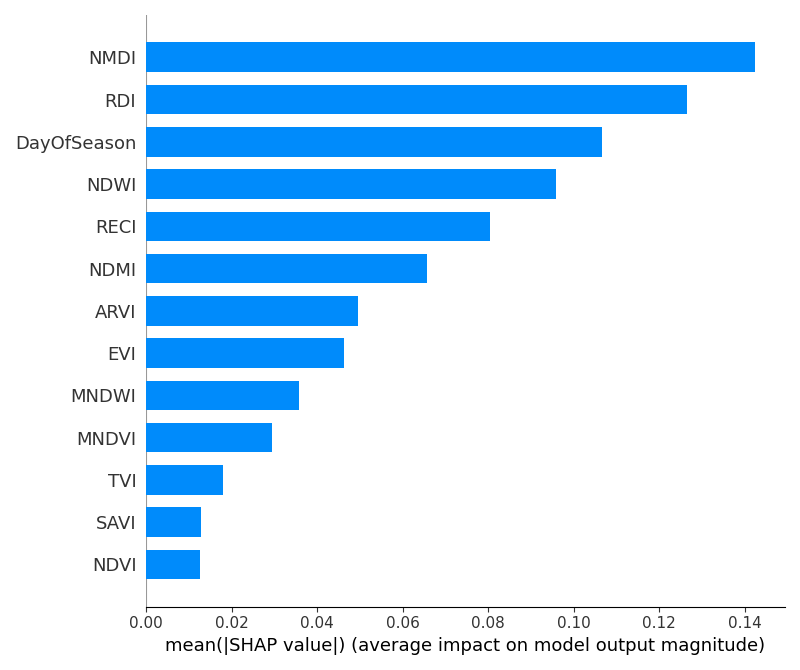 NMDI
RDI
DayOfSeason
NDWI
RECI
NDMI
ARVI
EVI
MNDWI
MNDVI
TVI
SAVI
NDVI
0.00 0.02 0.04 0.06 0.08 0.10 0.12 0.14
mean(|SHAP value|) (average impact on model output magnitude)